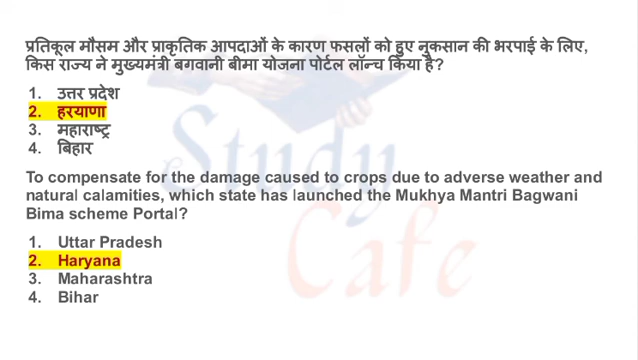 प्रतिकूल मौसम और प्राकृतिक आपदाओं के कारण फसलों को हुए नुकसान की भरपाई के लिए,
किस राज्य ने मुख्यमंत्री बगवानी बीमा योजना पोर्टल लॉन्च किया है?
1. उत्तर प्रदेश
2. हरयाणा
3. महाराष्ट्र
4. बिहार
To compensate for the damage caused to crops due to adverse weather and
natural calamities, which state has launched the Mukhya Mantri Bagwani
Bima scheme Portal?
1. Uttar Pradesh
2. Haryana
3. Maharashtra
4. Bihar
Study
Cafe